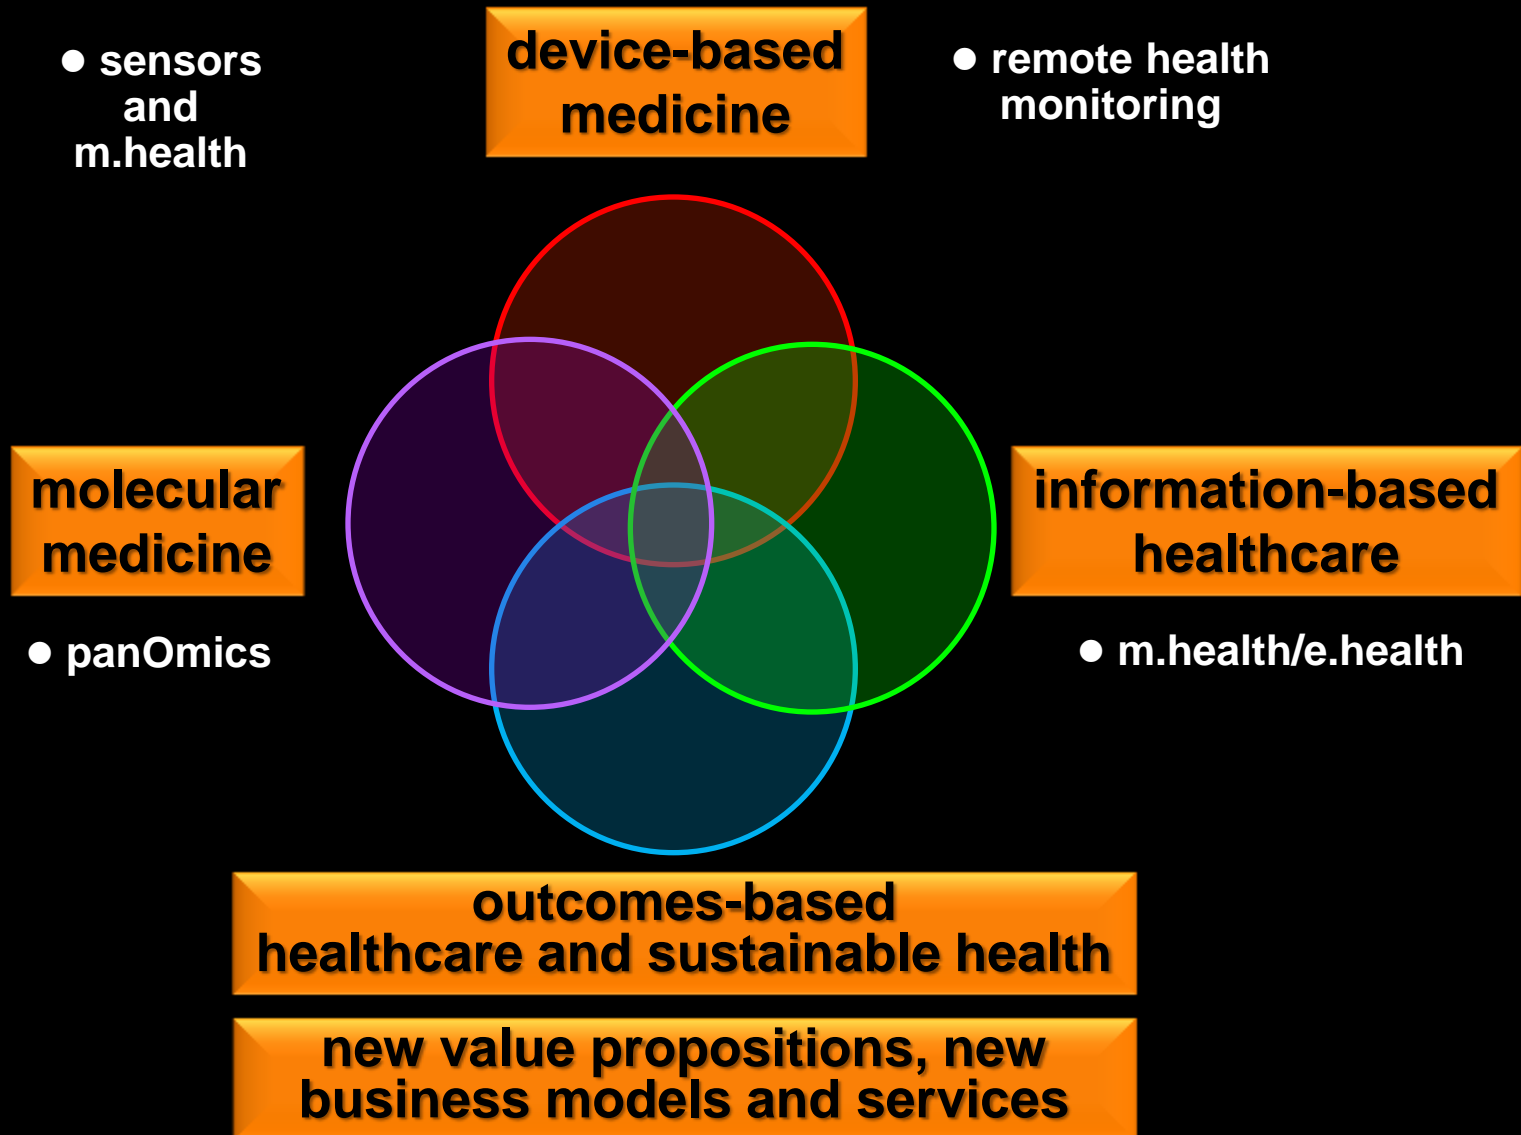 ● sensors
and
m.health
device-based
medicine
● remote health
monitoring
molecular
medicine
● panOmics
information-based
healthcare
● m.health/e.health
outcomes-based
healthcare and sustainable health
new value propositions, new
business models and services